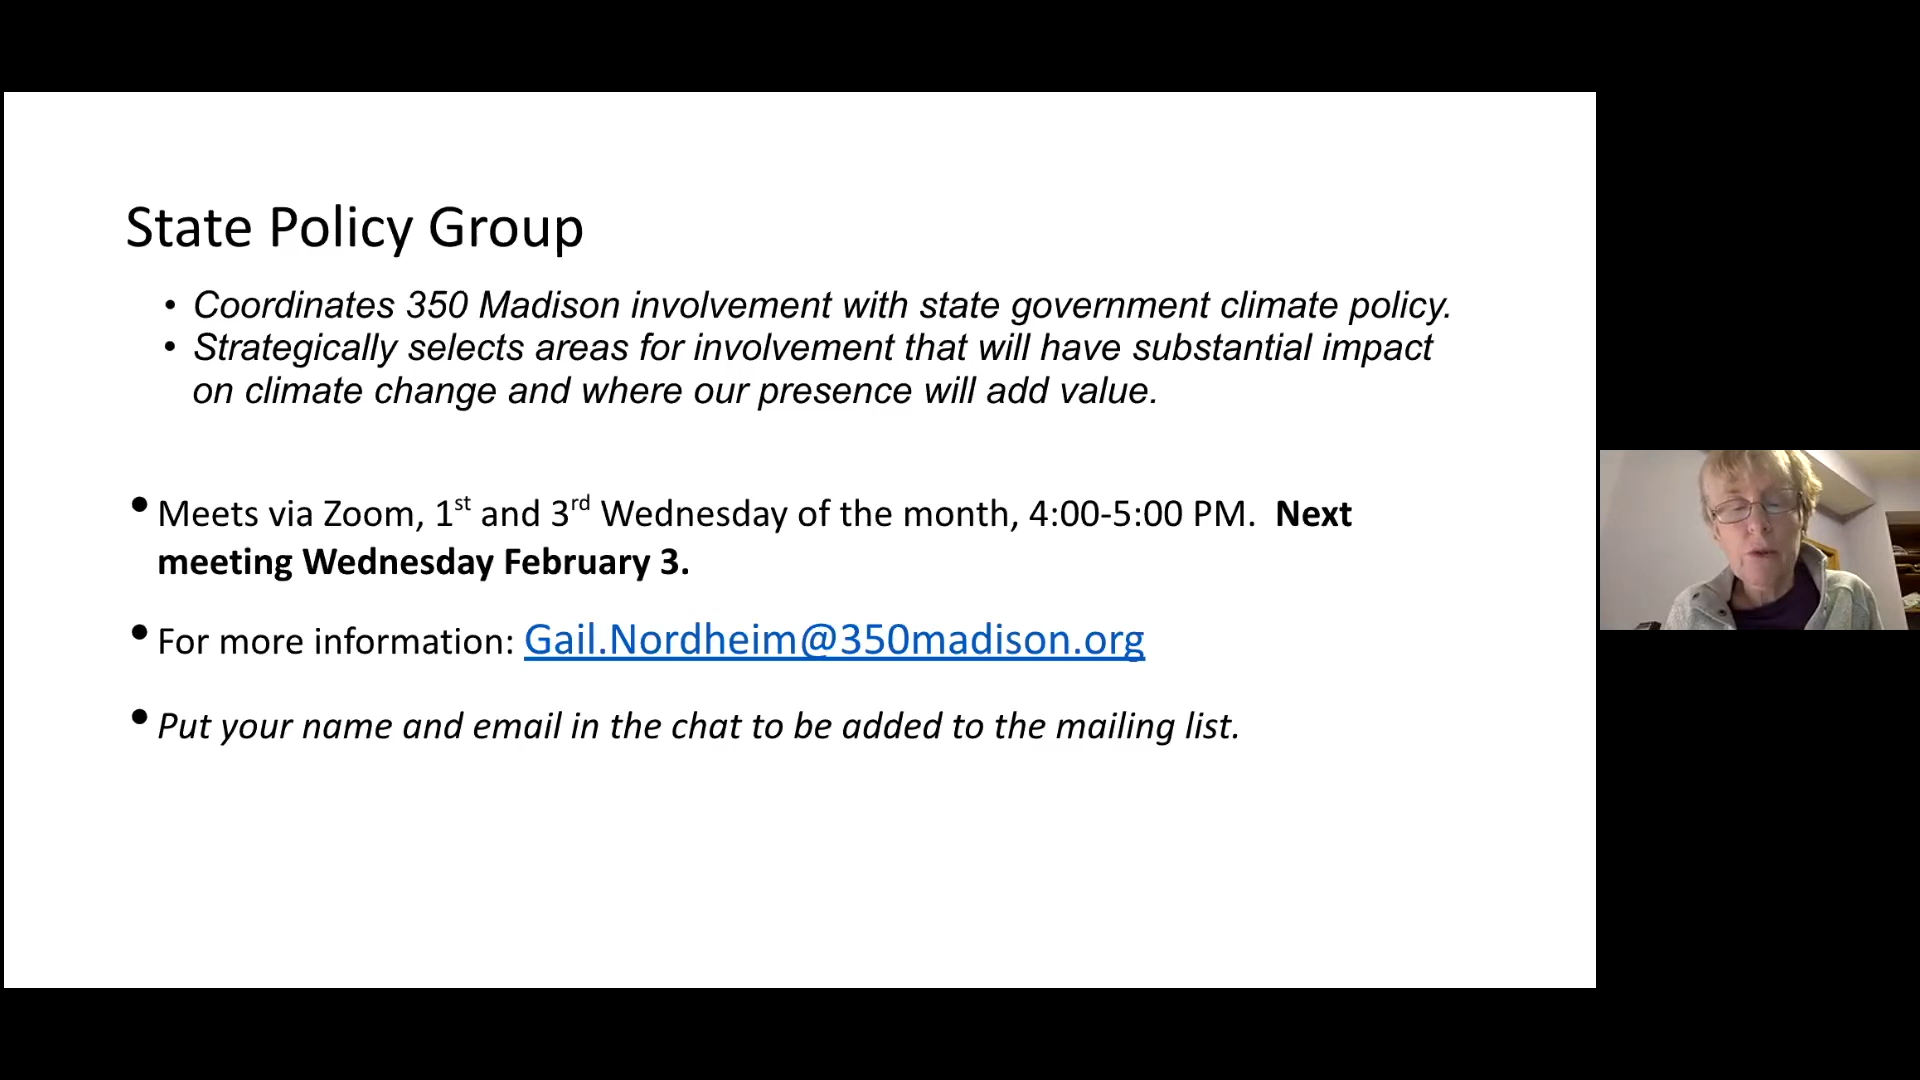 State Policy Group
• Coordinates 350 Madison involvement with state government climate policy.
• Strategically selects areas for involvement that will have substantial impact
on climate change and where our presence will add value.
• Meets via Zoom, 1st and 3rd Wednesday of the month, 4:00-5:00 PM. Next
meeting Wednesday February 3.
• For more information: Gail.Nordheim@350madison.org
• Put your name and email in the chat to be added to the mailing list.